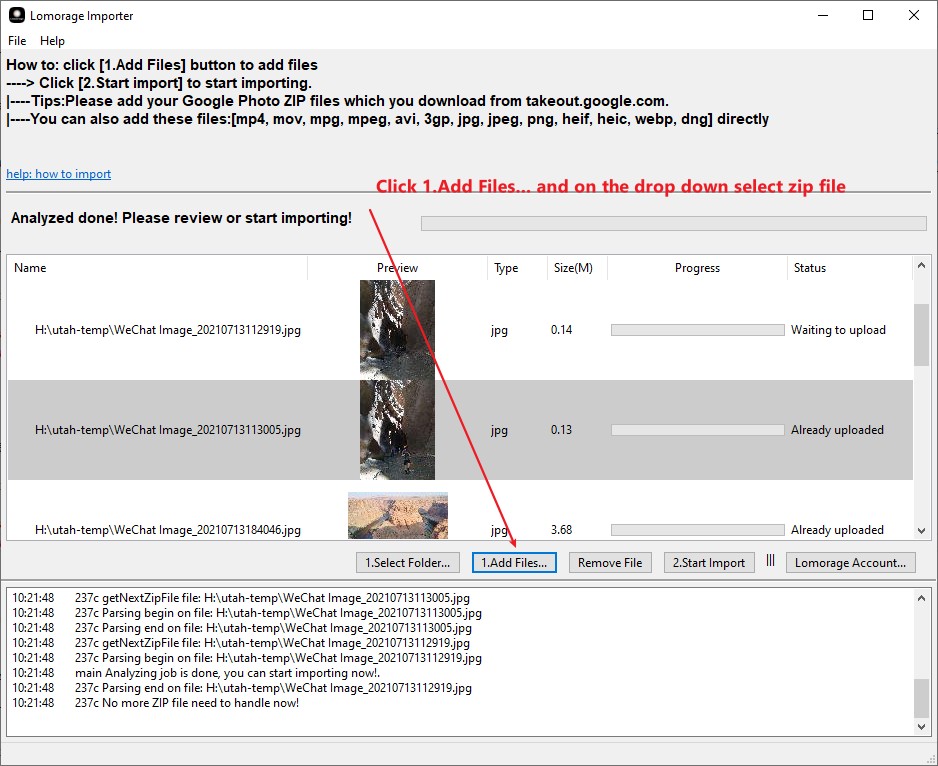 Lomorage Importer
File Help
How to: click [1.Add Files] button to add files
----> Click [2.Start import] to start importing.
|----Tips:Please add your Google Photo ZIP files which you download from takeout.google.com.
|----You can also add these files:[mp4, mov, mpg, mpeg, avi, 3gp, jpg, jpeg, png, heif, heic, webp, dng] directly
help: how to import
Click 1.Add Files... and on the drop down select zip file
Analyzed done! Please review or start importing!
Name Preview Type Size(M) Progress Status
H:\utah-temp\WeChat Image_20210713112919.jpg jpg 0.14 Waiting to upload
H:\utah-temp\WeChat Image_20210713113005.jpg jpg 0.13 Already uploaded
H:\utah-temp\WeChat Image_20210713184046.jpg jpg 3.68 Already uploaded
1.Select Folder... 1.Add Files... Remove File 2.Start Import ||| Lomorage Account...
10:21:48 237c getNextZipFile file: H:\utah-temp\WeChat Image_20210713113005.jpg
10:21:48 237c Parsing begin on file: H:\utah-temp\WeChat Image_20210713113005.jpg
10:21:48 237c Parsing end on file: H:\utah-temp\WeChat Image_20210713113005.jpg
10:21:48 237c getNextZipFile file: H:\utah-temp\WeChat Image_20210713112919.jpg
10:21:48 237c Parsing begin on file: H:\utah-temp\WeChat Image_20210713112919.jpg
10:21:48 main Analyzing job is done, you can start importing now!.
10:21:48 237c Parsing end on file: H:\utah-temp\WeChat Image_20210713112919.jpg
10:21:48 237c No more ZIP file need to handle now!